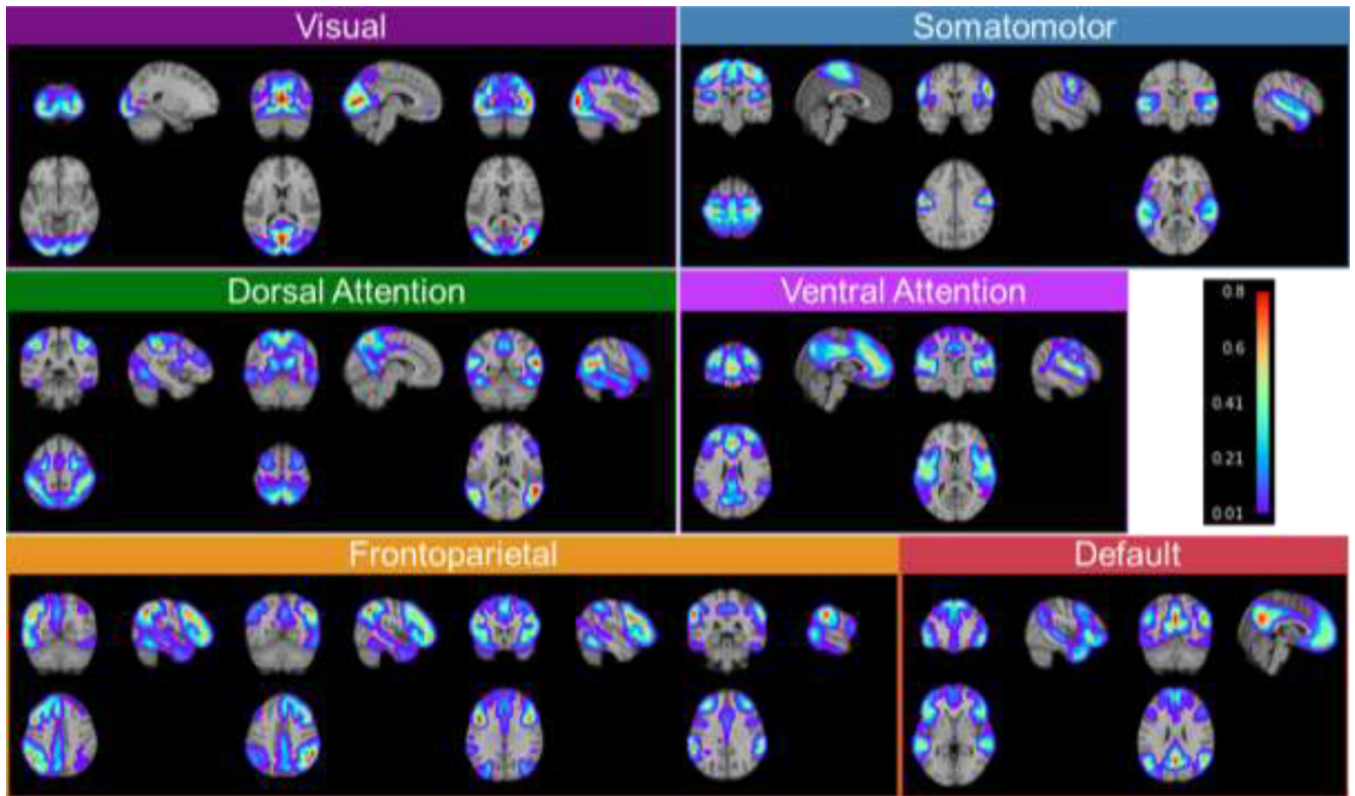 Visual
Somatomotor
Dorsal Attention
Ventral Attention
0.8
0.6
0.41
0.21
0.01
Frontoparietal
Default